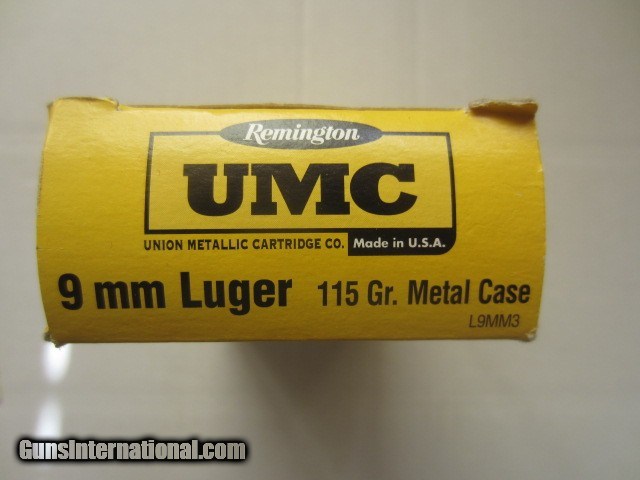 Remington
UMC
UNION METALLIC CARTRIDGE CO. Made in U.S.A.
9 mm Luger 115 Gr. Metal Case
L9MM3
GunsInternational.com